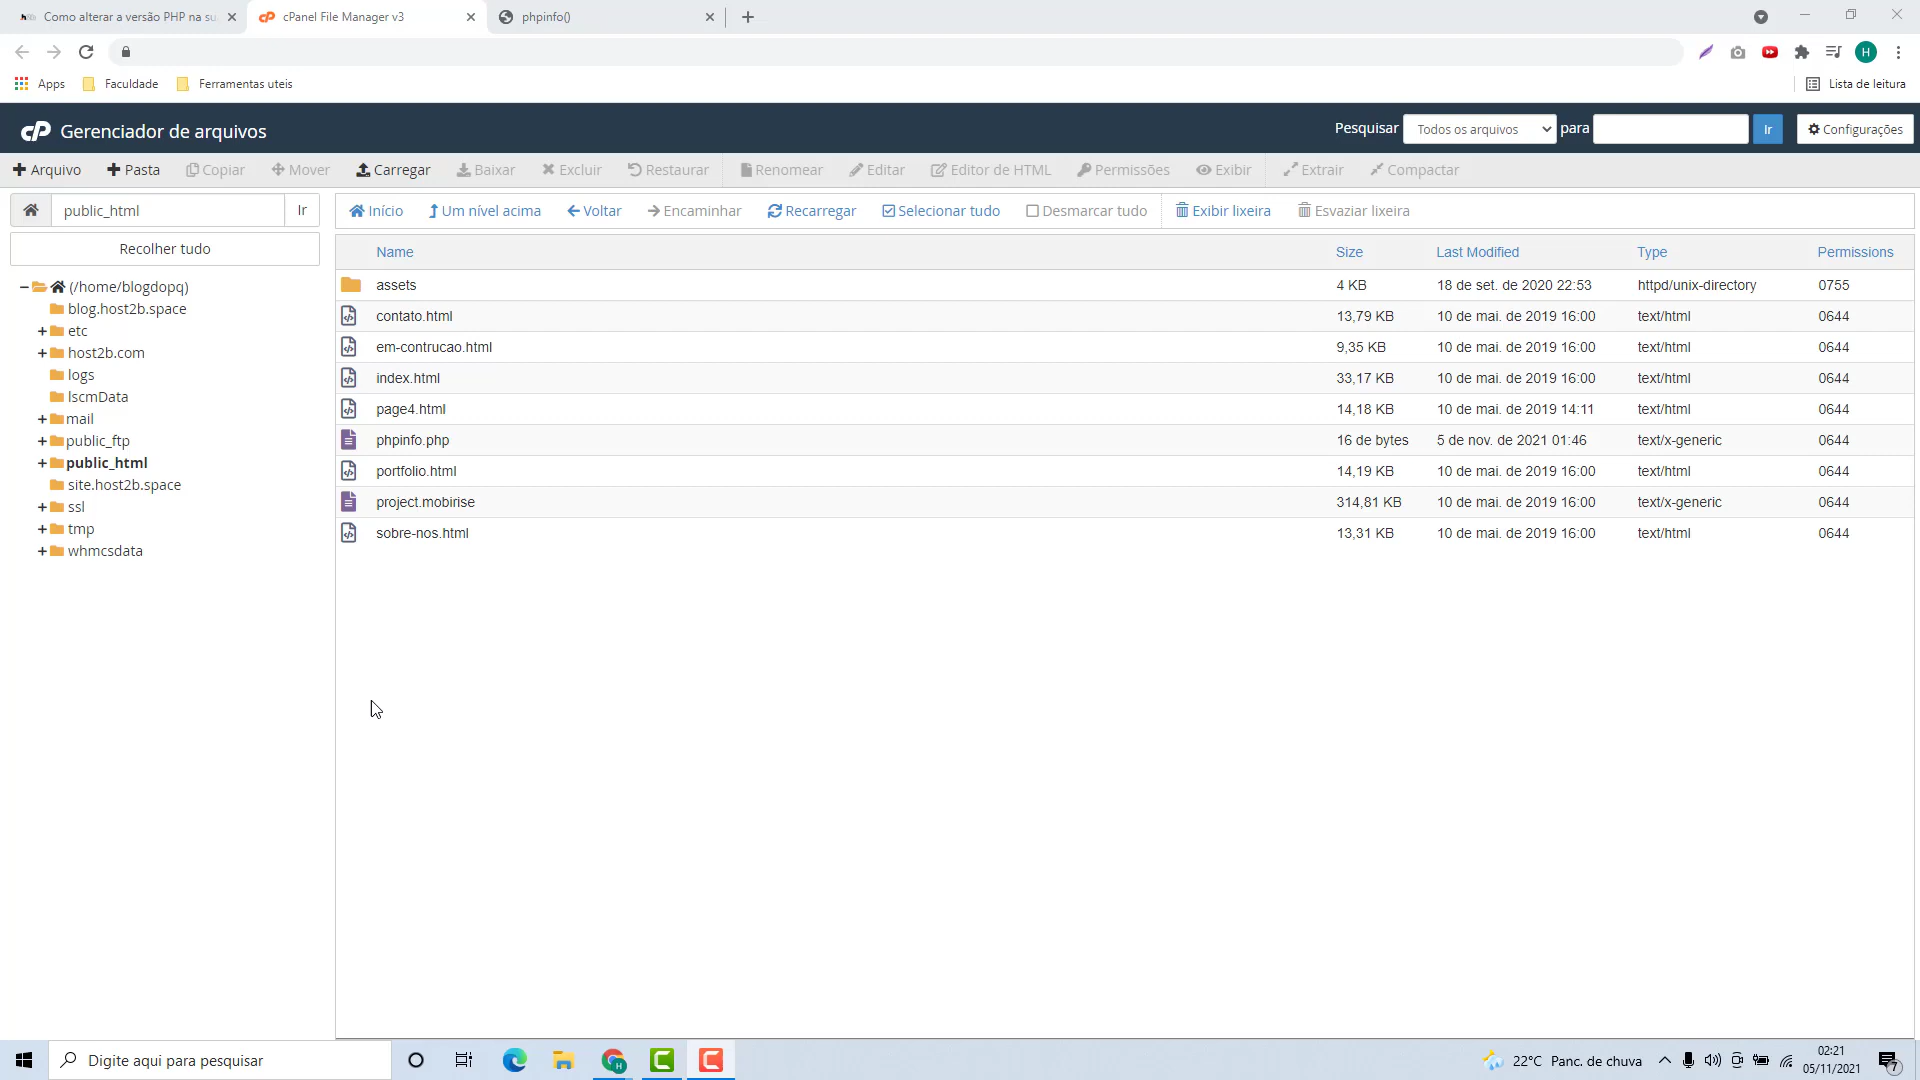 Como alterar a versão PHP na su
cPanel File Manager v3
phpinfo()
H
Apps
Faculdade
Ferramentas uteis
Lista de leitura
cP Gerenciador de arquivos
Pesquisar
Todos os arquivos
para
Ir
Configurações
Arquivo
Pasta
Copiar
Mover
Carregar
Baixar
Excluir
Restaurar
Renomear
Editar
Editor de HTML
Permissões
Exibir
Extrair
Compactar
public_html
Ir
Início
Um nível acima
Voltar
Encaminhar
Recarregar
Selecionar tudo
Desmarcar tudo
Exibir lixeira
Esvaziar lixeira
Recolher tudo
(/home/blogdopq)
blog.host2b.space
etc
host2b.com
logs
lscmData
mail
public_ftp
public_html
site.host2b.space
ssl
tmp
whmcsdata
Name Size Last Modified Type Permissions
assets 4 KB 18 de set. de 2020 22:53 httpd/unix-directory 0755
contato.html 13,79 KB 10 de mai. de 2019 16:00 text/html 0644
em-contrucao.html 9,35 KB 10 de mai. de 2019 16:00 text/html 0644
index.html 33,17 KB 10 de mai. de 2019 16:00 text/html 0644
page4.html 14,18 KB 10 de mai. de 2019 14:11 text/html 0644
phpinfo.php 16 de bytes 5 de nov. de 2021 01:46 text/x-generic 0644
portfolio.html 14,19 KB 10 de mai. de 2019 16:00 text/html 0644
project.mobirise 314,81 KB 10 de mai. de 2019 16:00 text/x-generic 0644
sobre-nos.html 13,31 KB 10 de mai. de 2019 16:00 text/html 0644
Digite aqui para pesquisar
H
22°C Panc. de chuva
02:21
05/11/2021
7